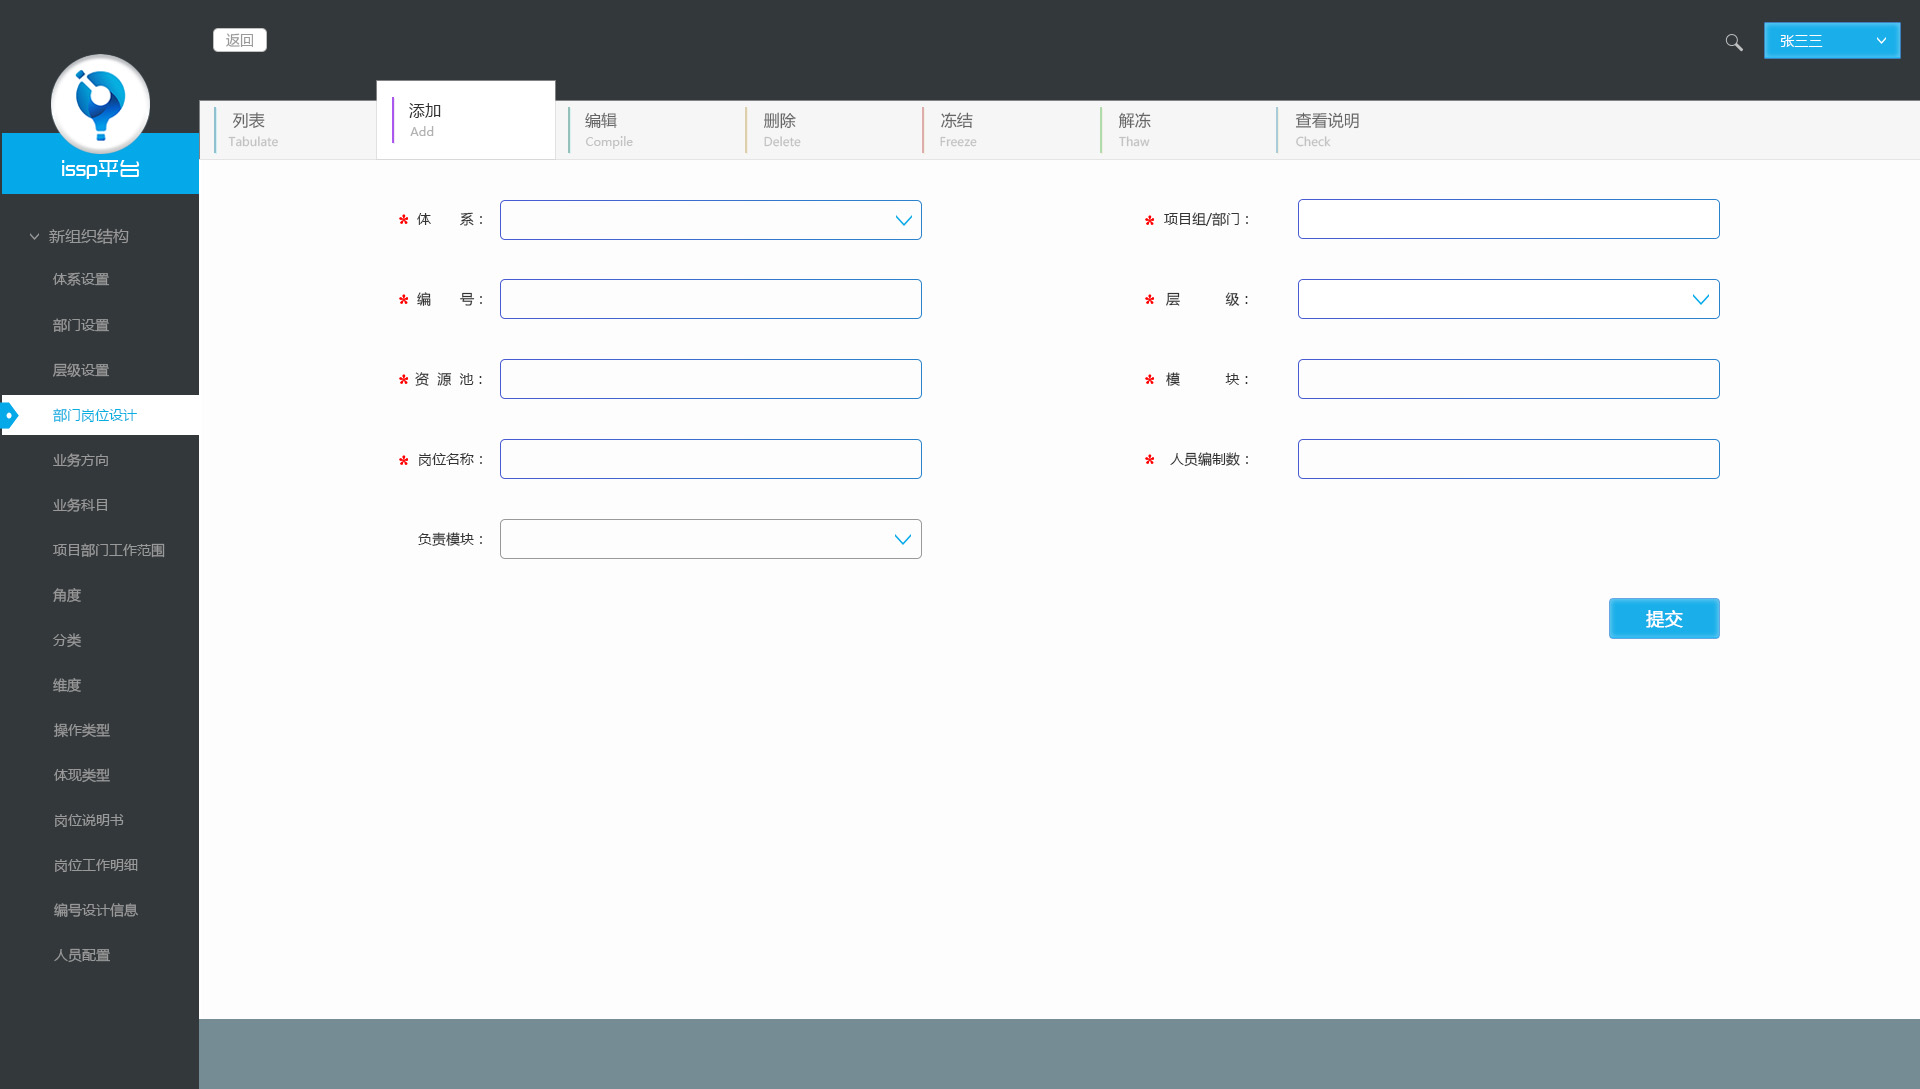 返回
张三三
issp平台
列表
Tabulate
添加
Add
编辑
Compile
删除
Delete
冻结
Freeze
解冻
Thaw
查看说明
Check
新组织结构
体系设置
部门设置
层级设置
部门岗位设计
业务方向
业务科目
项目部门工作范围
角度
分类
维度
操作类型
体现类型
岗位说明书
岗位工作明细
编号设计信息
人员配置
* 体 系：
* 项目组/部门：
* 编 号：
* 层 级：
* 资 源 池：
* 模 块：
* 岗位名称：
* 人员编制数：
负责模块：
提交